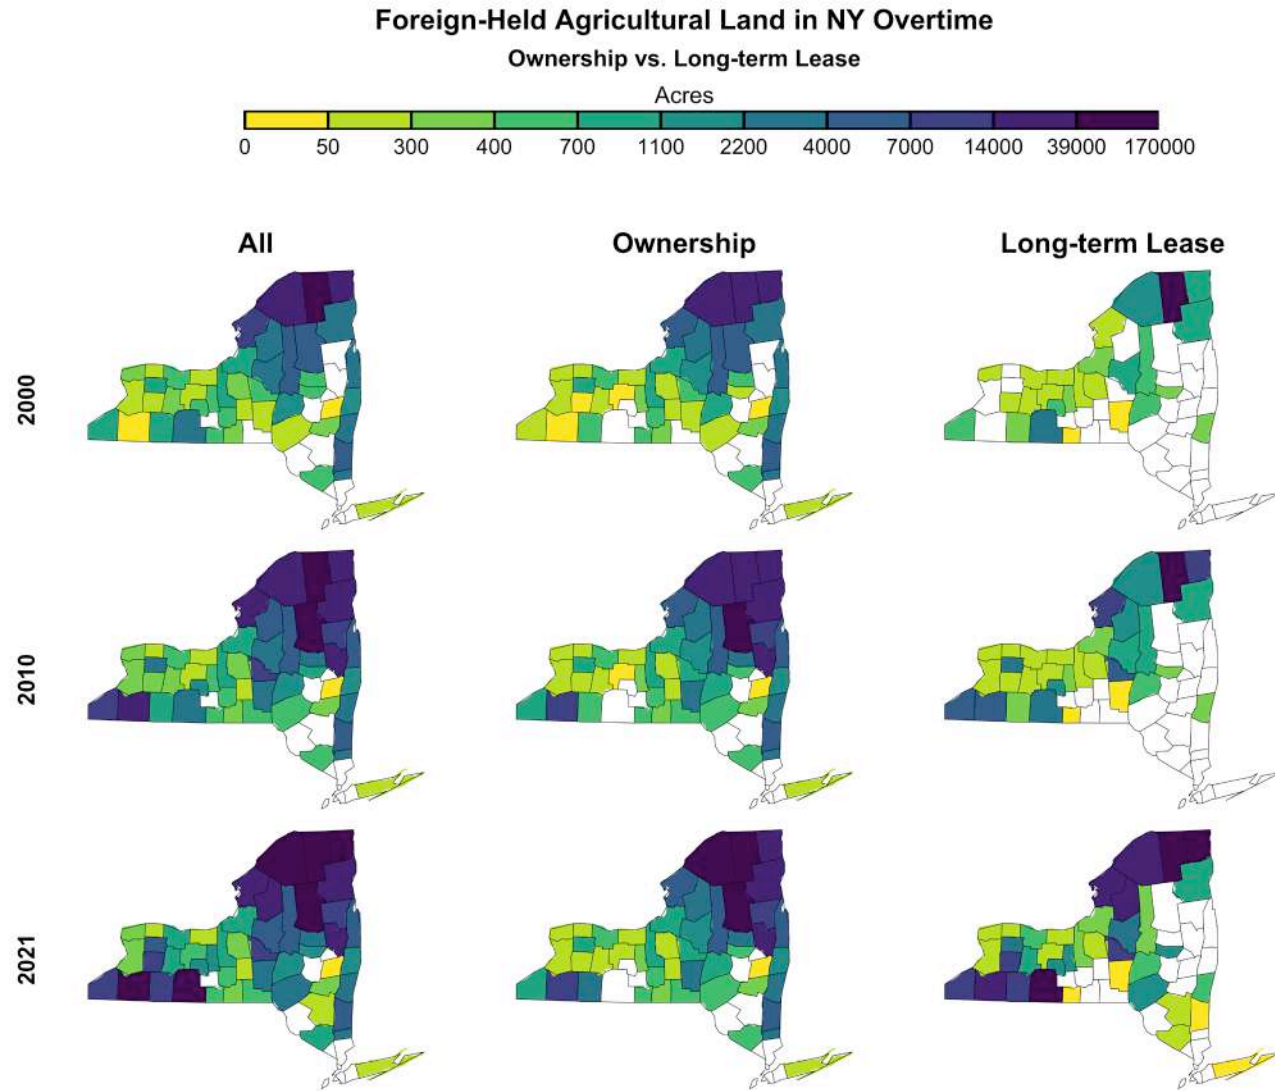 Foreign-Held Agricultural Land in NY Overtime
Ownership vs. Long-term Lease
Acres
0 50 300 400 700 1100 2200 4000 7000 14000 39000 170000
All Ownership Long-term Lease
2000
2010
2021